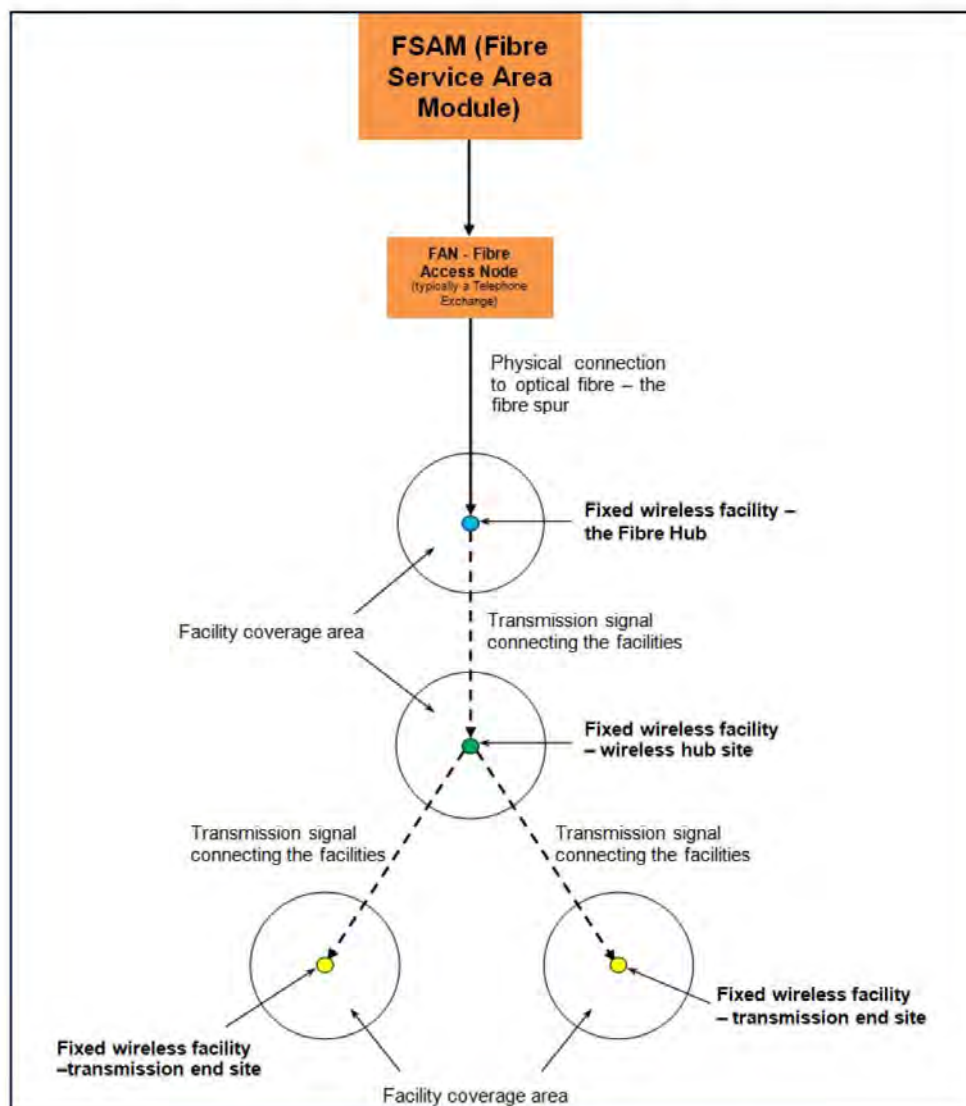 FSAM (Fibre
Service Area
Module)
FAN - Fibre
Access Node
(typically a Telephone
Exchange)
Physical connection
to optical fibre – the
fibre spur
Fixed wireless facility –
the Fibre Hub
Transmission signal
connecting the facilities
Facility coverage area
Fixed wireless facility
– wireless hub site
Transmission signal
connecting the facilities
Transmission signal
connecting the facilities
Fixed wireless facility
– transmission end site
Fixed wireless facility
–transmission end site
Facility coverage area